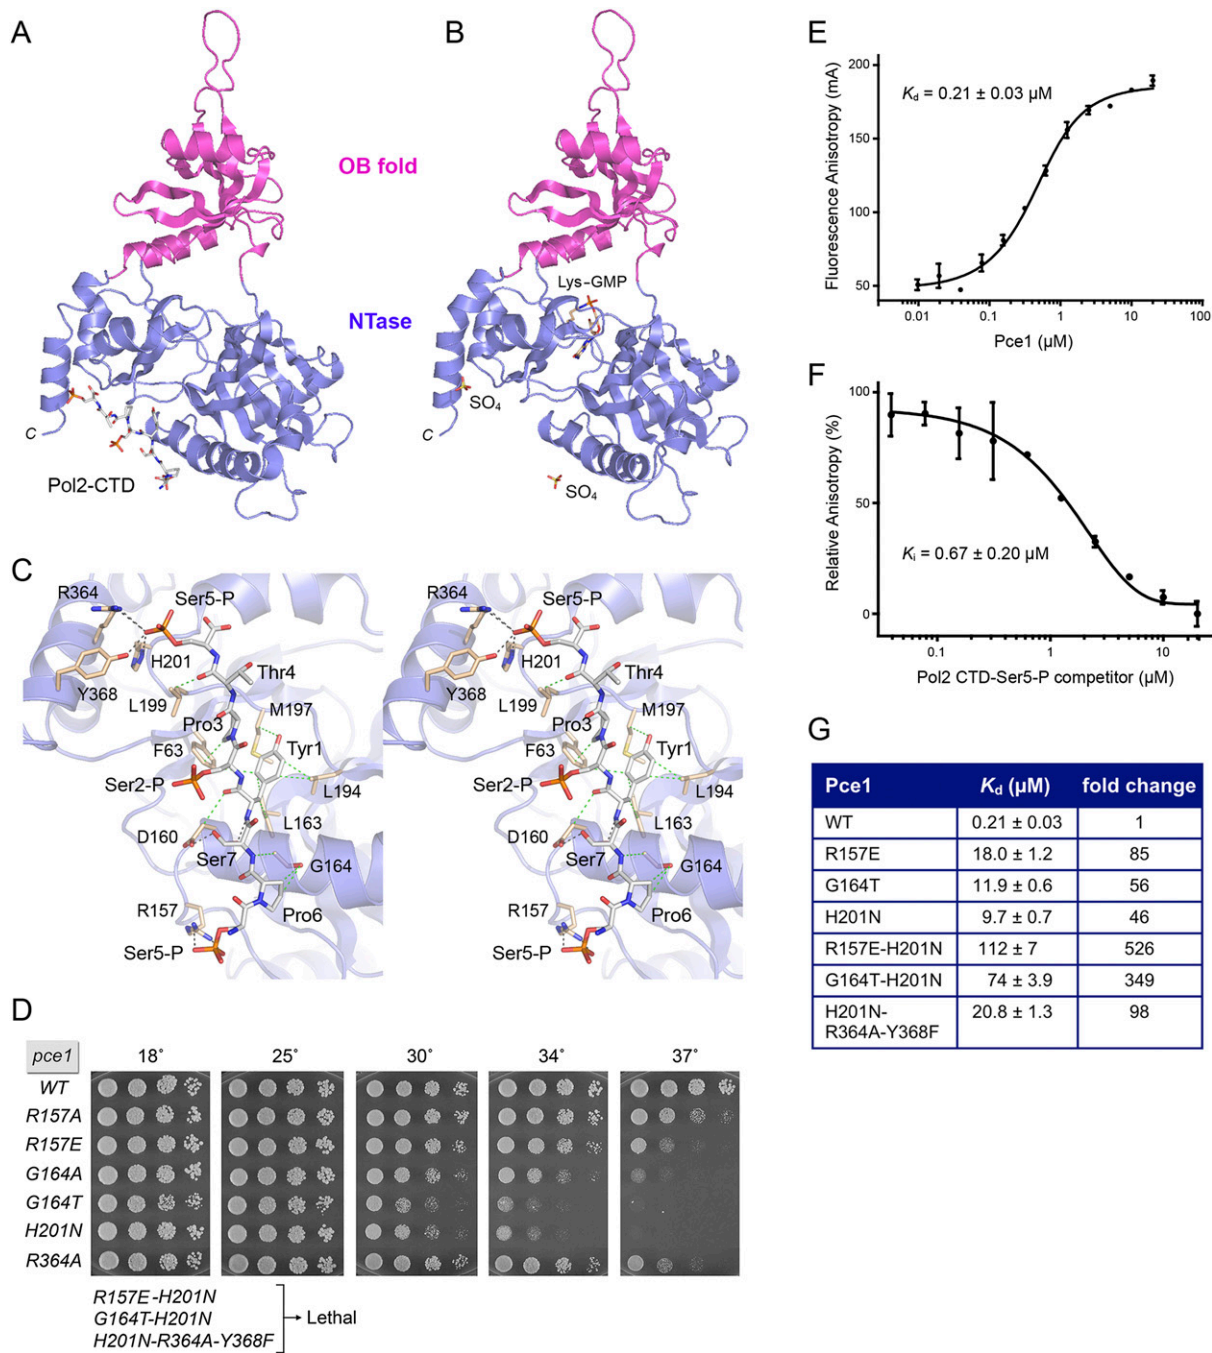 A
B
E
OB fold
NTase
Pol2-CTD
C
Lys-GMP
SO₄
SO₄
C
Fluorescence Anisotropy (mA)
200
150
100
50
K_d = 0.21 ± 0.03 µM
0.01
0.1
1
10
100
Pce1 (µM)
F
Relative Anisotropy (%)
100
50
0
K_i = 0.67 ± 0.20 µM
0.1
1
10
Pol2 CTD-Ser5-P competitor (µM)
C
R364
Ser5-P
H201
Y368
Thr4
L199
M197
Pro3
F63
Tyr1
Ser2-P
L194
D160
L163
Ser7
G164
R157
Pro6
Ser5-P
R364
Ser5-P
H201
Y368
Thr4
L199
M197
Pro3
F63
Tyr1
Ser2-P
L194
D160
L163
Ser7
G164
R157
Pro6
Ser5-P
G
Pce1 K_d (µM) fold change
WT 0.21 ± 0.03 1
R157E 18.0 ± 1.2 85
G164T 11.9 ± 0.6 56
H201N 9.7 ± 0.7 46
R157E-H201N 112 ± 7 526
G164T-H201N 74 ± 3.9 349
H201N-
R364A-Y368F 20.8 ± 1.3 98
D
pce1 18° 25° 30° 34° 37°
WT
R157A
R157E
G164A
G164T
H201N
R364A
R157E-H201N
G164T-H201N
H201N-R364A-Y368F
Lethal